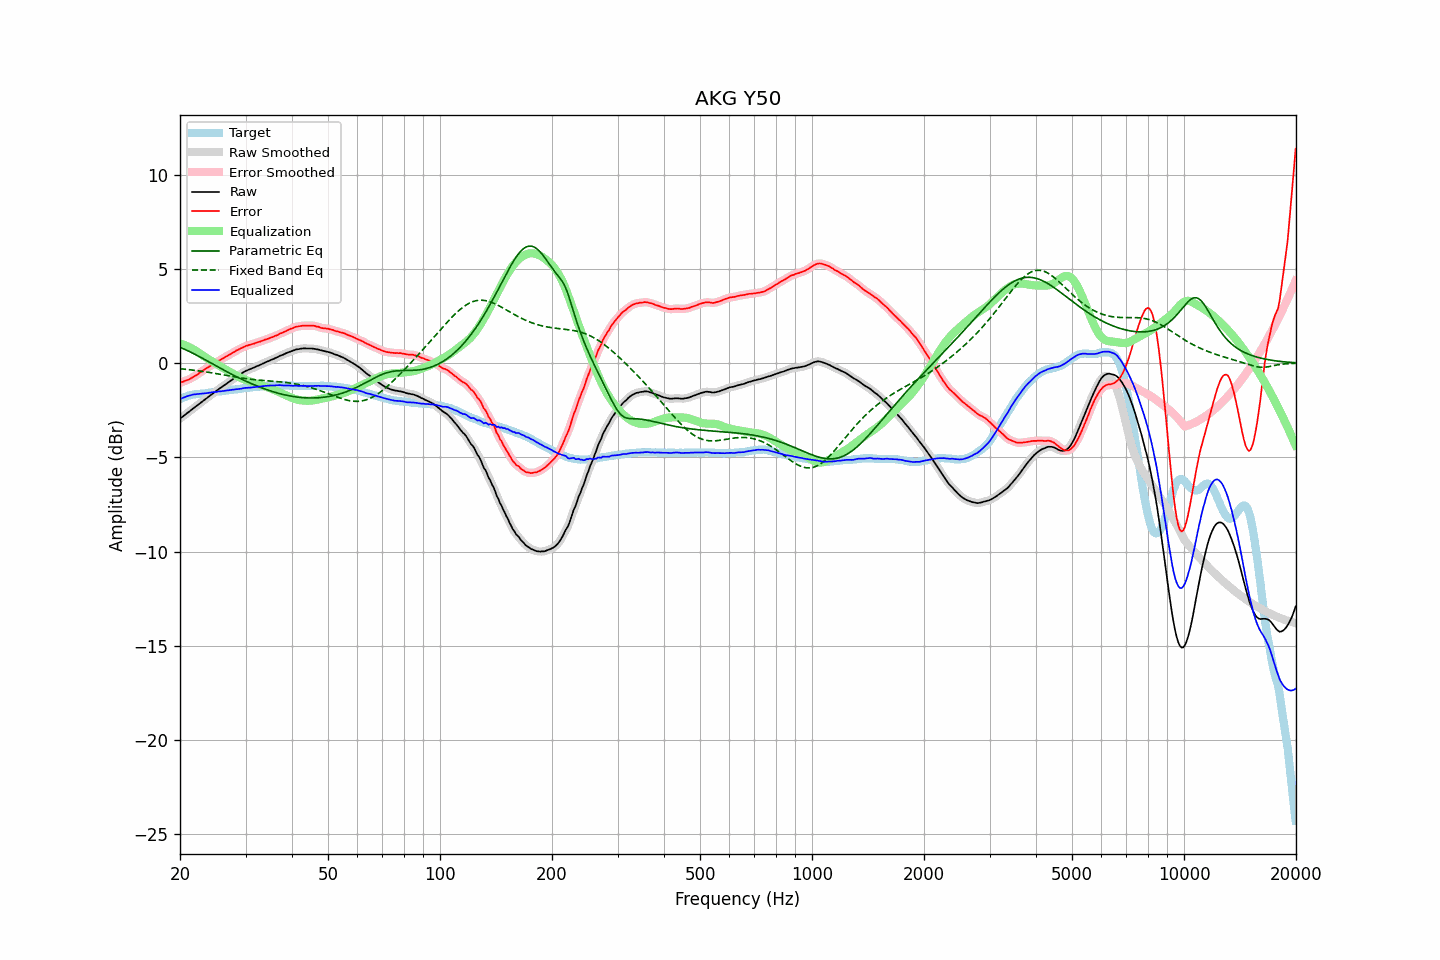 AKG Y50
Target
Raw Smoothed
Error Smoothed
Raw
Error
Equalization
Parametric Eq
Fixed Band Eq
Equalized
10
5
0
−5
−10
−15
−20
−25
Amplitude (dBr)
20 50 100 200 500 1000 2000 5000 10000 20000
Frequency (Hz)